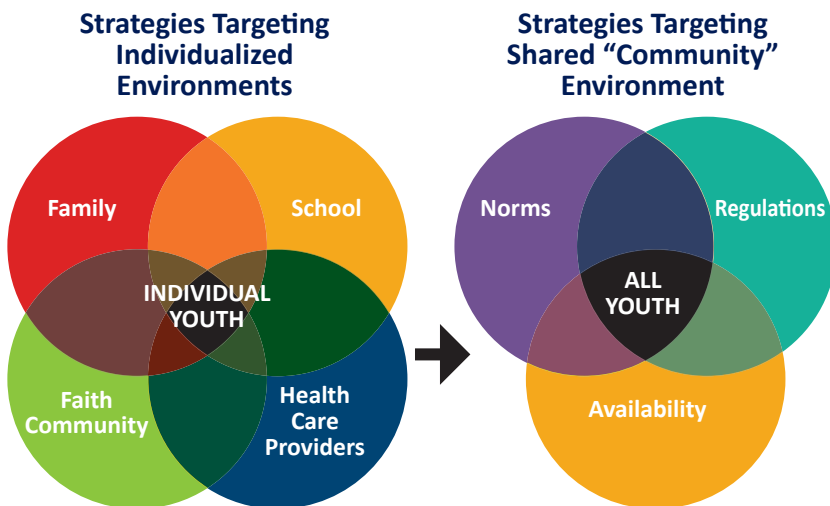 Strategies Targeting
Individualized
Environments
Family
School
INDIVIDUAL
YOUTH
Faith
Community
Health
Care
Providers
Strategies Targeting
Shared “Community”
Environment
Norms
Regulations
ALL
YOUTH
Availability